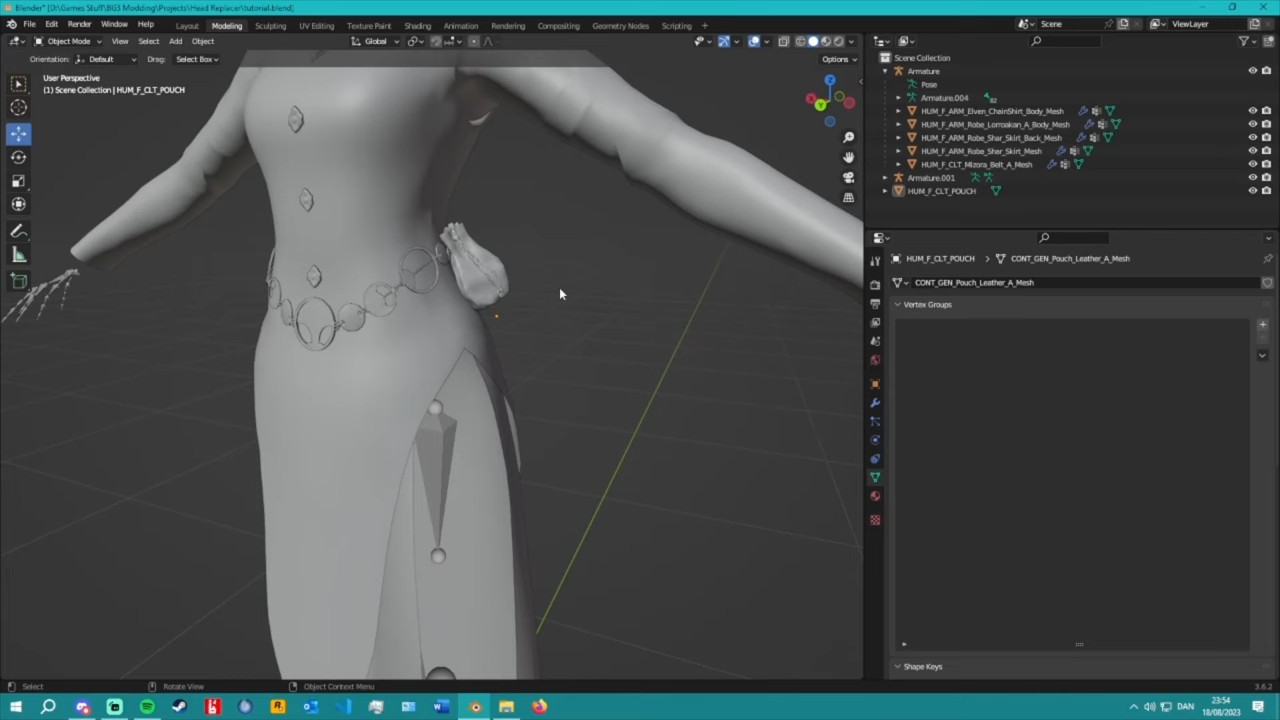 Blender* [D:\Games Stuff\BG3 Modding\Projects\Head Replacer\tutorial.blend]
File Edit Render Window Help Layout Modeling Sculpting UV Editing Texture Paint Shading Animation Rendering Compositing Geometry Nodes Scripting + Scene ViewLayer
Object Mode View Select Add Object Global
Orientation: Default Drag: Select Box Options
User Perspective
(1) Scene Collection | HUM_F_CLT_POUCH
Scene Collection
Armature
Pose
Armature.004
HUM_F_ARM_Elven_ChainShirt_Body_Mesh
HUM_F_ARM_Robe_Lorroakan_A_Body_Mesh
HUM_F_ARM_Robe_Shar_Skirt_Back_Mesh
HUM_F_ARM_Robe_Shar_Skirt_Mesh
HUM_F_CLT_Mizora_Belt_A_Mesh
Armature.001
HUM_F_CLT_POUCH
HUM_F_CLT_POUCH > CONT_GEN_Pouch_Leather_A_Mesh
CONT_GEN_Pouch_Leather_A_Mesh
Vertex Groups
Shape Keys
Select Rotate View Object Context Menu 3.6.2
DAN 23:54
18/08/2023